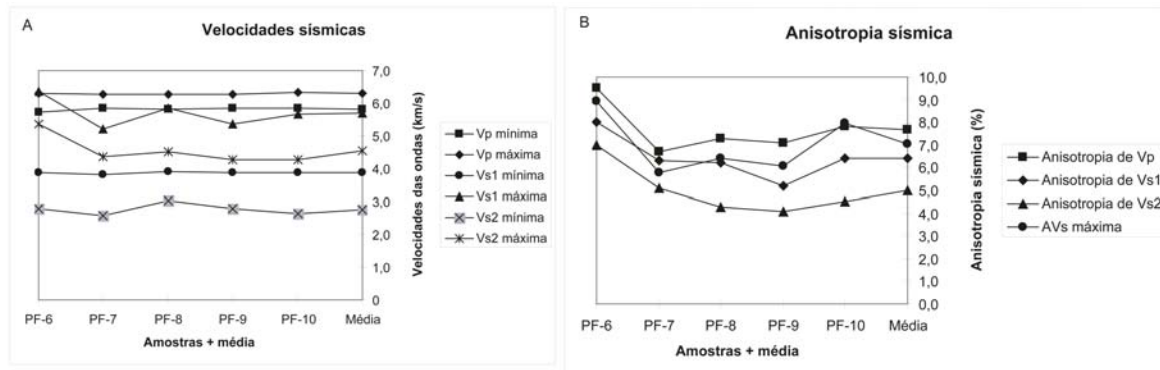 A
Velocidades sísmicas
7,0
6,0
5,0
4,0
3,0
2,0
1,0
0
Velocidades das ondas (km/s)
PF-6 PF-7 PF-8 PF-9 PF-10 Média
Amostras + média
Vp mínima
Vp máxima
Vs1 mínima
Vs1 máxima
Vs2 mínima
Vs2 máxima
B
Anisotropia sísmica
10,0
9,0
8,0
7,0
6,0
5,0
4,0
3,0
2,0
1,0
0,0
Anisotropia sísmica (%)
PF-6 PF-7 PF-8 PF-9 PF-10 Média
Amostras + média
Anisotropia de Vp
Anisotropia de Vs1
Anisotropia de Vs2
AVs máxima